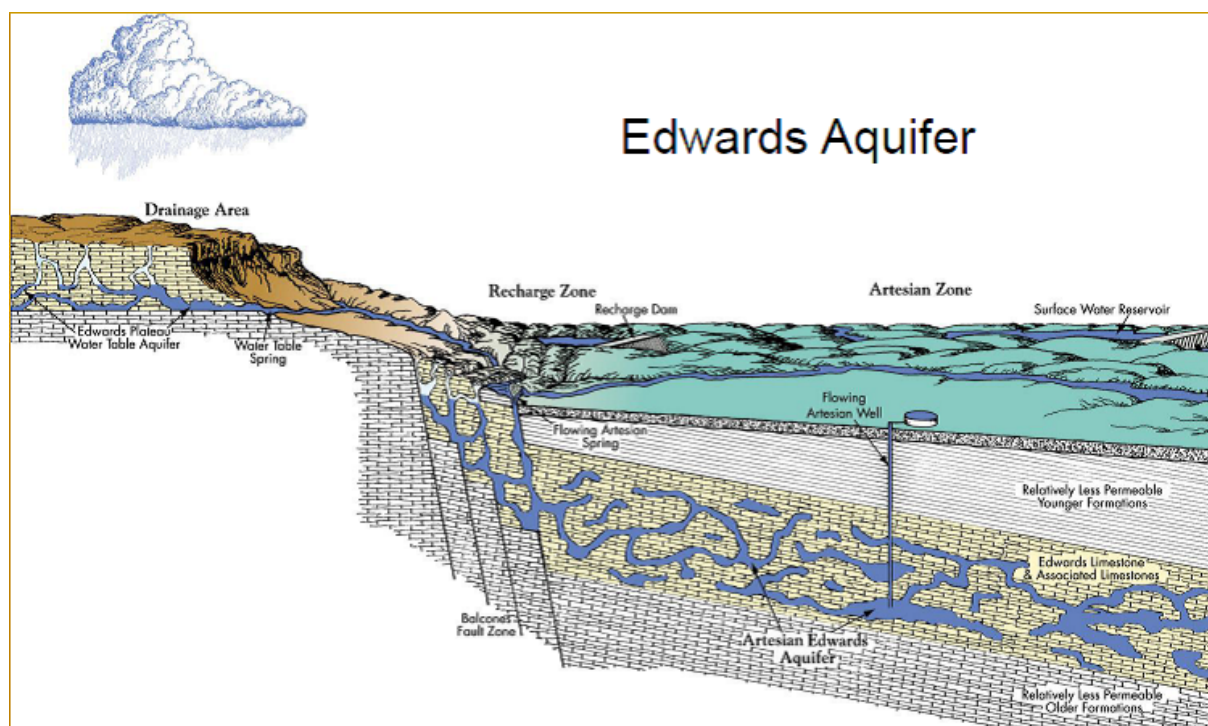 Edwards Aquifer
Drainage Area
Recharge Zone
Artesian Zone
Recharge Dam
Surface Water Reservoir
Edwards Plateau
Water Table Aquifer
Water Table
Spring
Flowing
Artesian Well
Flowing Artesian
Spring
Relatively Less Permeable
Younger Formations
Edwards Limestone
& Associated Limestones
Balcones
Fault Zone
Artesian Edwards
Aquifer
Relatively Less Permeable
Older Formations